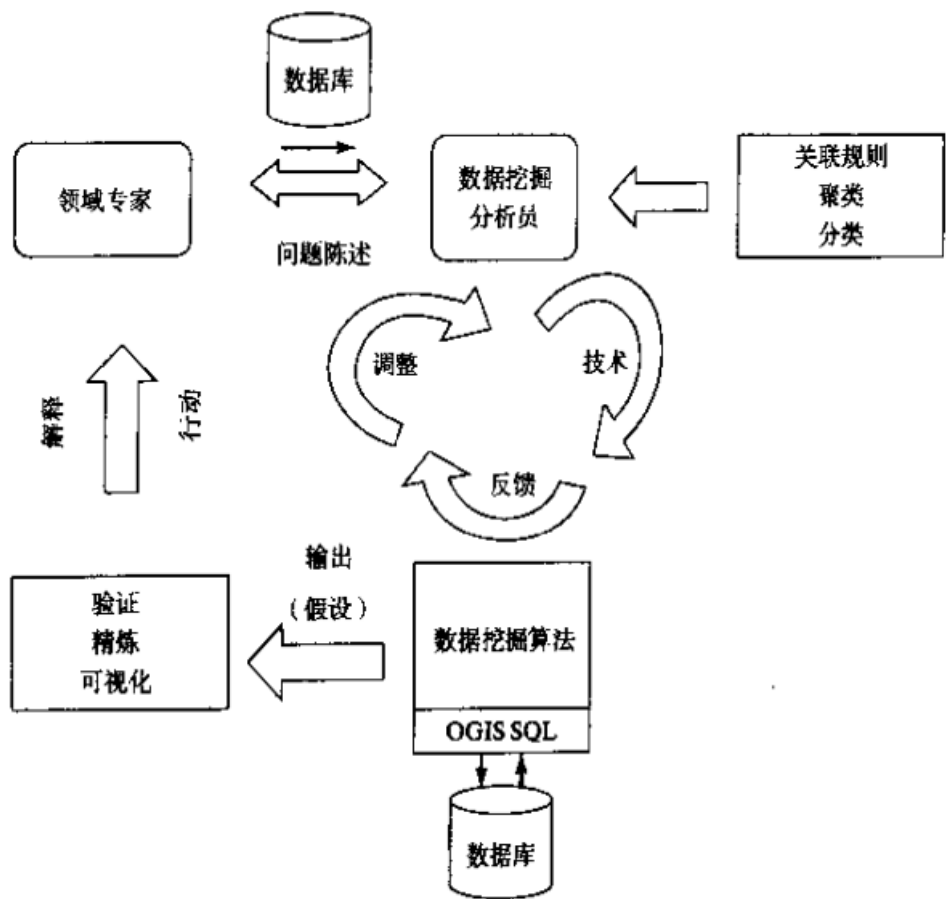 数据库
领域专家
数据挖掘
分析员
关联规则
聚类
分类
问题陈述
调整
技术
解释
行动
反馈
输出
（假设）
验证
精炼
可视化
数据挖掘算法
OGIS SQL
数据库